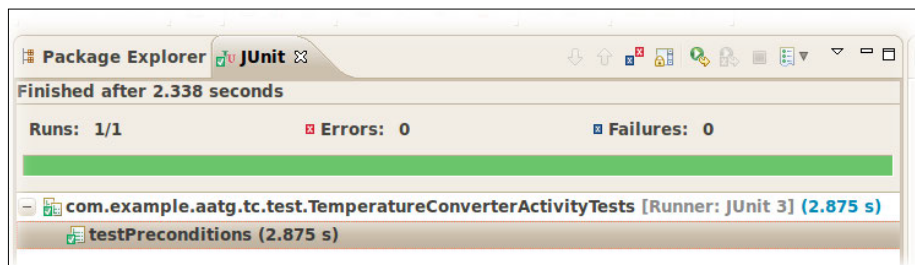 Package Explorer JUnit
Finished after 2.338 seconds
Runs: 1/1 Errors: 0 Failures: 0
com.example.aatg.tc.test.TemperatureConverterActivityTests [Runner: JUnit 3] (2.875 s)
testPreconditions (2.875 s)